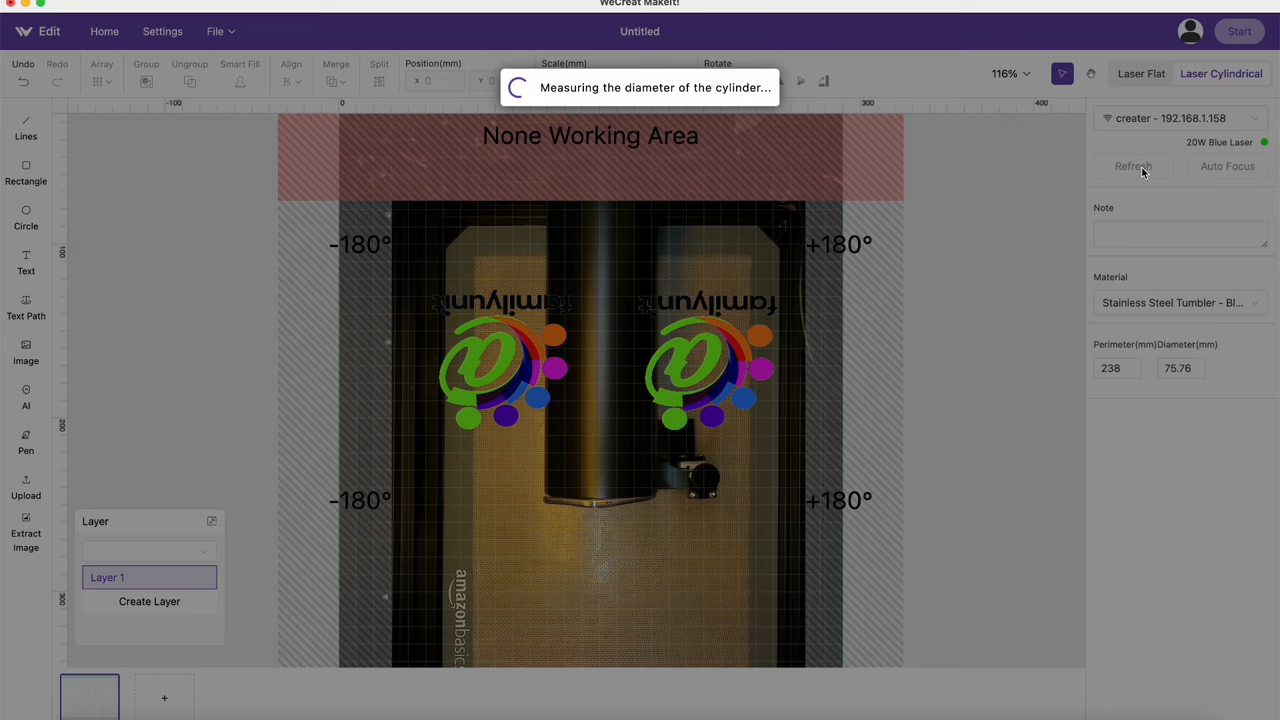 WeCreat MakeIt!
Edit
Home
Settings
File
Untitled
Start
Undo
Redo
Array
Group
Ungroup
Smart Fill
Align
Merge
Split
Position(mm)
X 0
Y 0
Scale(mm)
Rotate
116%
Laser Flat
Laser Cylindrical
Measuring the diameter of the cylinder...
-100
0
300
400
100
200
300
Lines
Rectangle
Circle
Text
Text Path
Image
AI
Pen
Upload
Extract
Image
None Working Area
-180°
+180°
familyunit
familyunit
@
@
-180°
+180°
amazonbasic
Layer
Layer 1
Create Layer
+
creater - 192.168.1.158
20W Blue Laser
Refresh
Auto Focus
Note
Material
Stainless Steel Tumbler - Bl...
Perimeter(mm)
Diameter(mm)
238
75.76